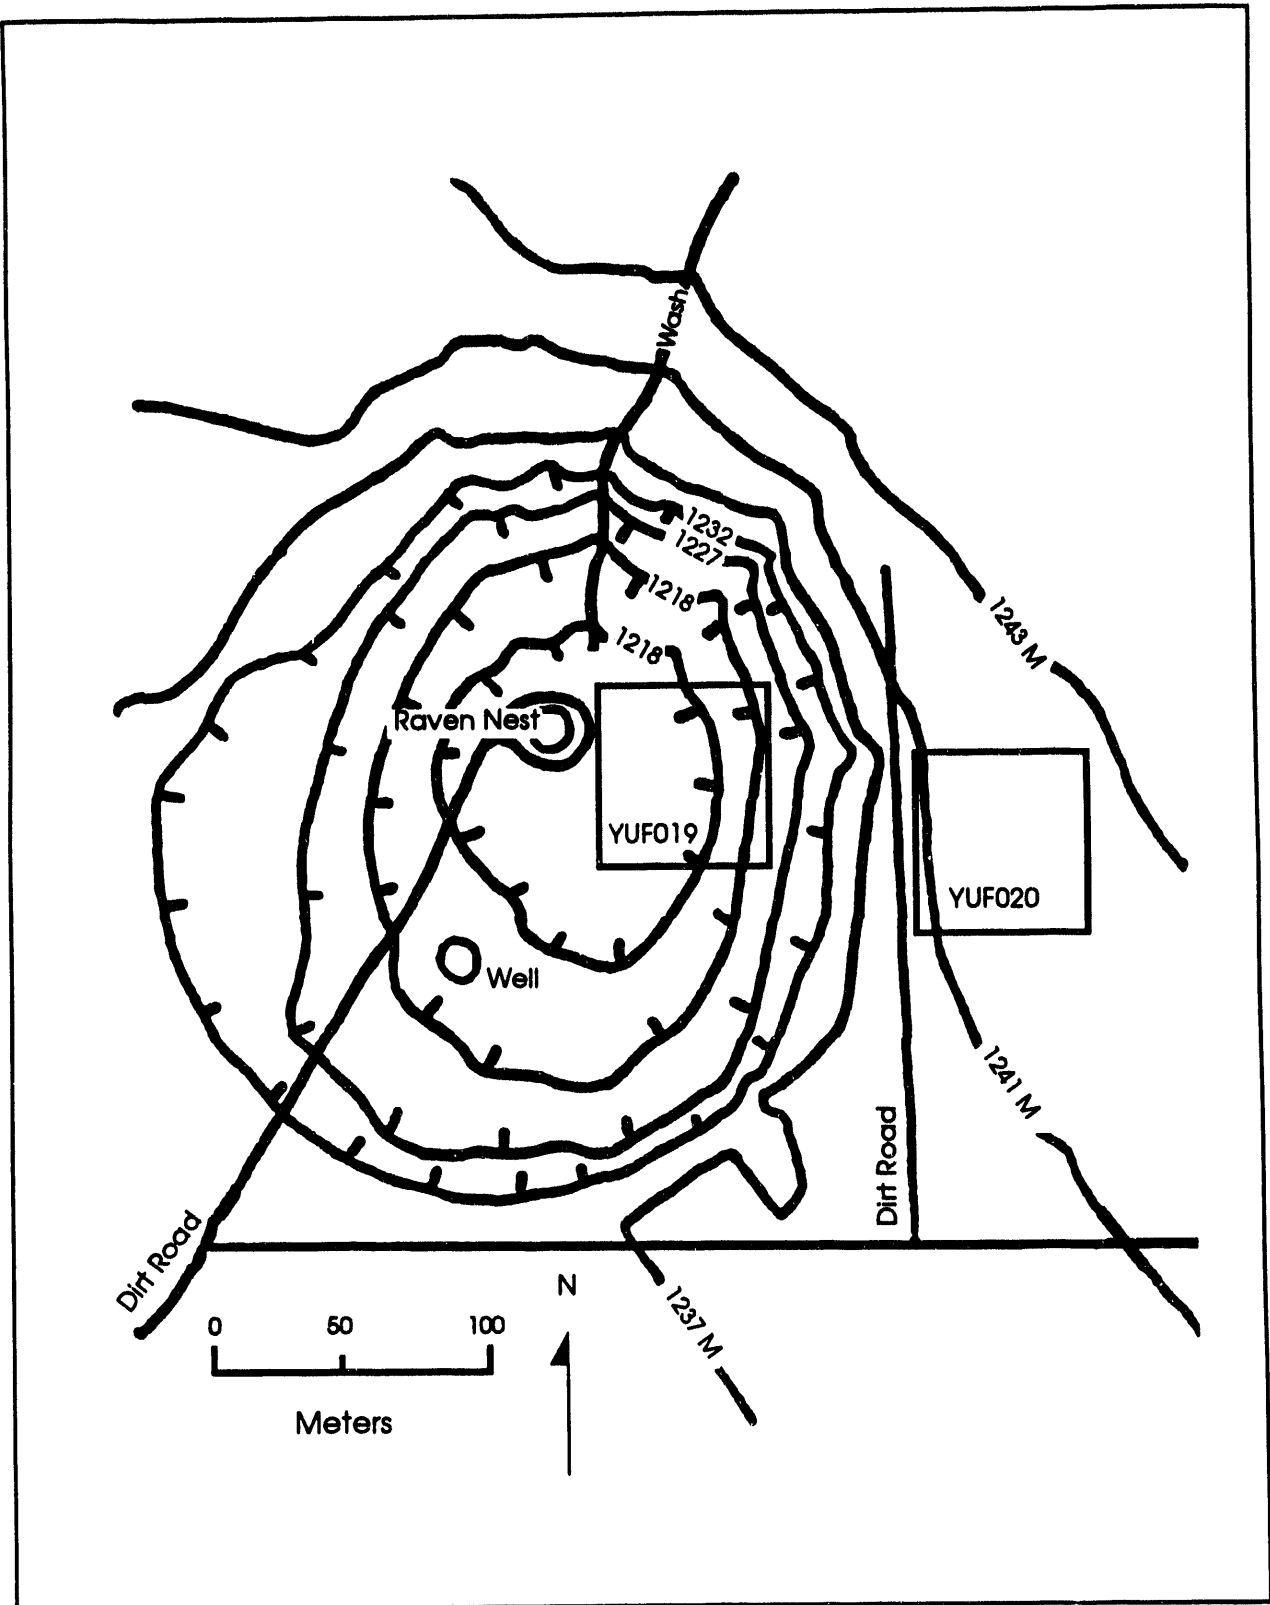 Wash
1232
1227
1218
1218
1243 M
Raven Nest
YUF019
YUF020
Well
1241 M
Dirt Road
Dirt Road
N
1237 M
0 50 100
Meters